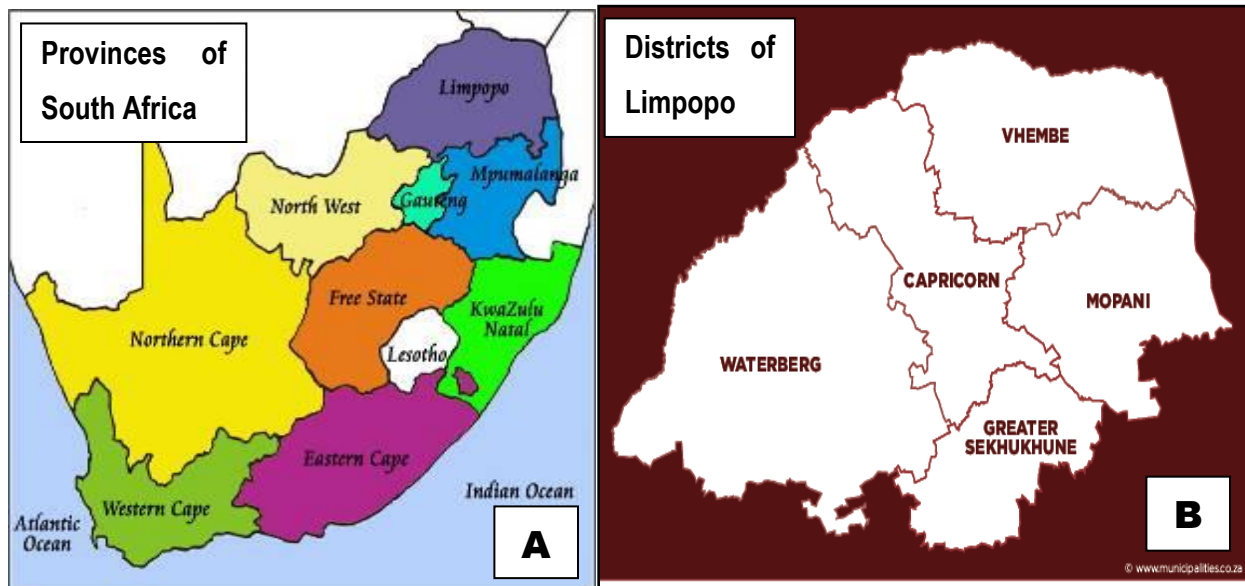 Provinces of
South Africa
Limpopo
Mpumalanga
Gauteng
North West
Free State
KwaZulu
Natal
Northern Cape
Lesotho
Eastern Cape
Western Cape
Indian Ocean
Atlantic
Ocean
A
Districts of
Limpopo
VHEMBE
CAPRICORN
MOPANI
WATERBERG
GREATER
SEKHUKHUNE
B
© www.municipalities.co.za